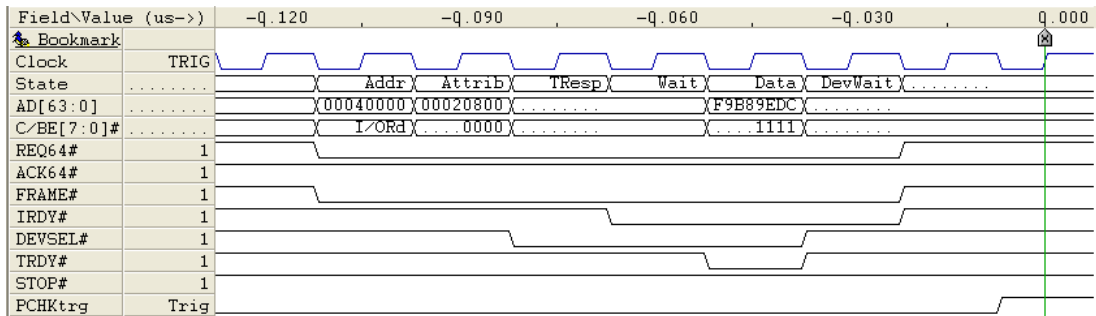 Field\Value (us->) -0.120 -0.090 -0.060 -0.030 0.000
Bookmark
Clock TRIG
State ........ Addr Attrib TResp Wait Data DevWait ........
AD[63:0] ........ 00040000 00020800 ........ F9B89EDC ........
C/BE[7:0]# ........ I/ORd ....0000 ........ ....1111 ........
REQ64# 1
ACK64# 1
FRAME# 1
IRDY# 1
DEVSEL# 1
TRDY# 1
STOP# 1
PCHKtrg Trig